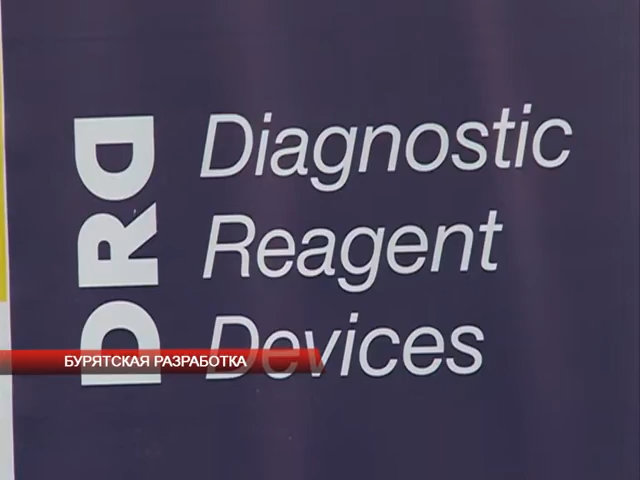 DRD
Diagnostic
Reagent
Devices
БУРЯТСКАЯ РАЗРАБОТКА